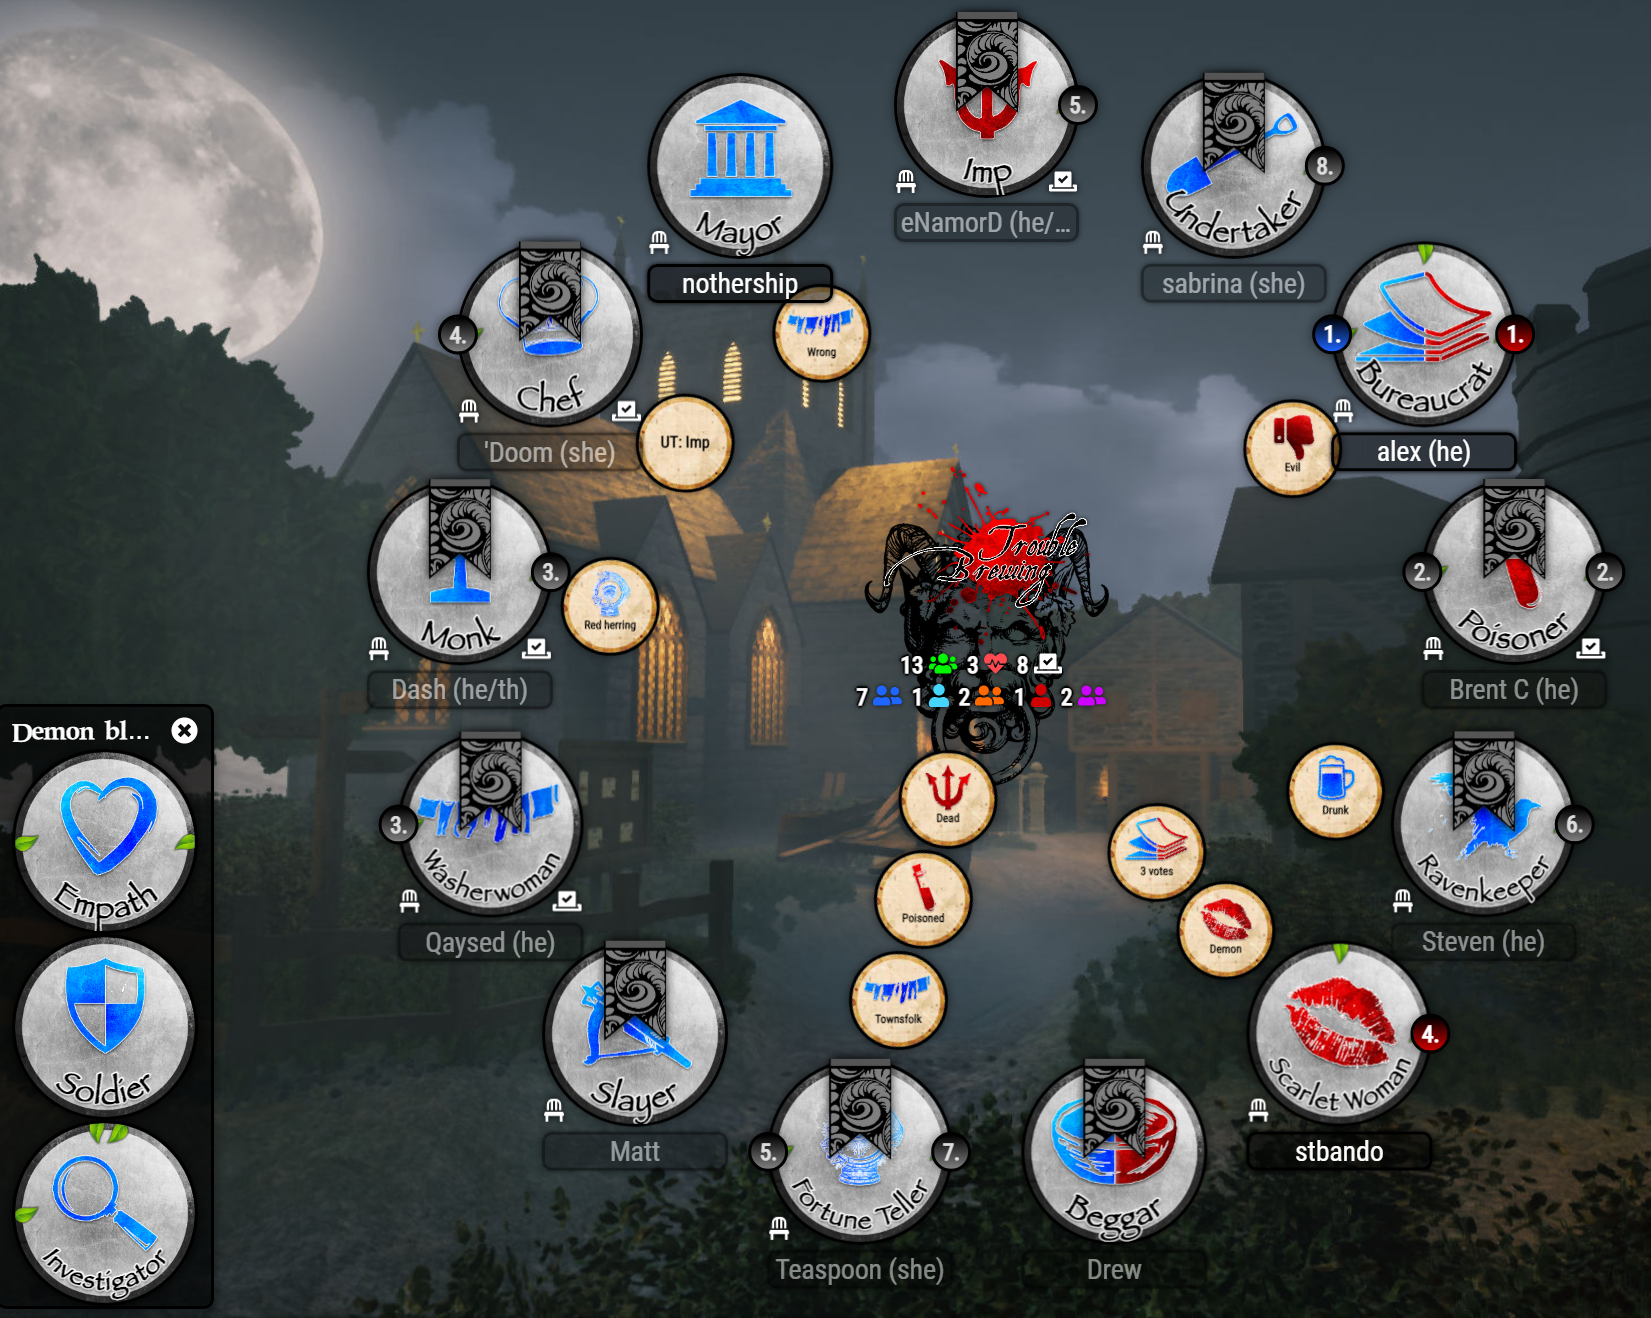 Imp
5.
eNamorD (he/...
Mayor
nothership
Undertaker
8.
sabrina (she)
Wrong
4.
Chef
'Doom (she)
UT: Imp
1.
1.
Bureaucrat
alex (he)
Evil
3.
Monk
Dash (he/th)
Red herring
Trouble
Brewing
2.
2.
Poisoner
Brent C (he)
13 3 8
7 1 2 1 2
Demon bl...
Empath
Soldier
Investigator
3.
Washerwoman
Qaysed (he)
Dead
Poisoned
Townsfolk
3 votes
Demon
Drunk
6.
Ravenkeeper
Steven (he)
Slayer
Matt
5.
7.
Fortune Teller
Teaspoon (she)
Beggar
Drew
4.
Scarlet Woman
stbando